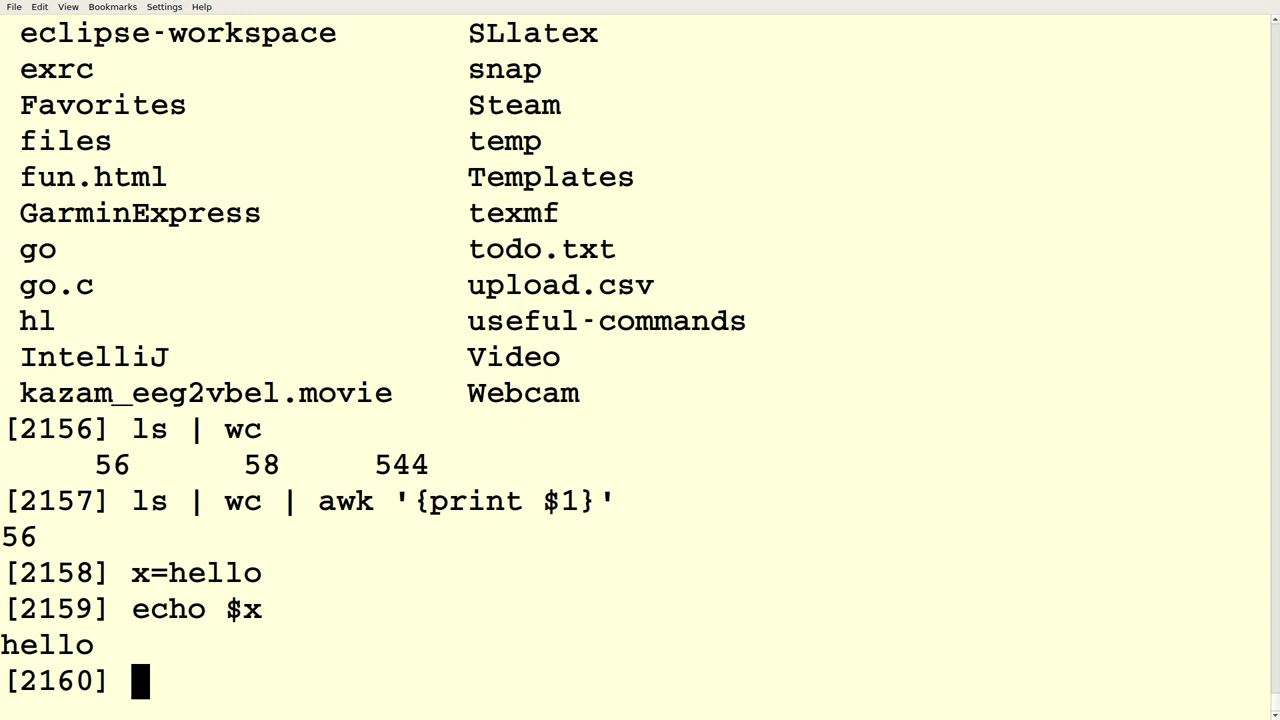 File Edit View Bookmarks Settings Help
eclipse-workspace SLlatex
exrc snap
Favorites Steam
files temp
fun.html Templates
GarminExpress texmf
go todo.txt
go.c upload.csv
hl useful-commands
IntelliJ Video
kazam_eeg2vbel.movie Webcam
[2156] ls | wc
56 58 544
[2157] ls | wc | awk '{print $1}'
56
[2158] x=hello
[2159] echo $x
hello
[2160]